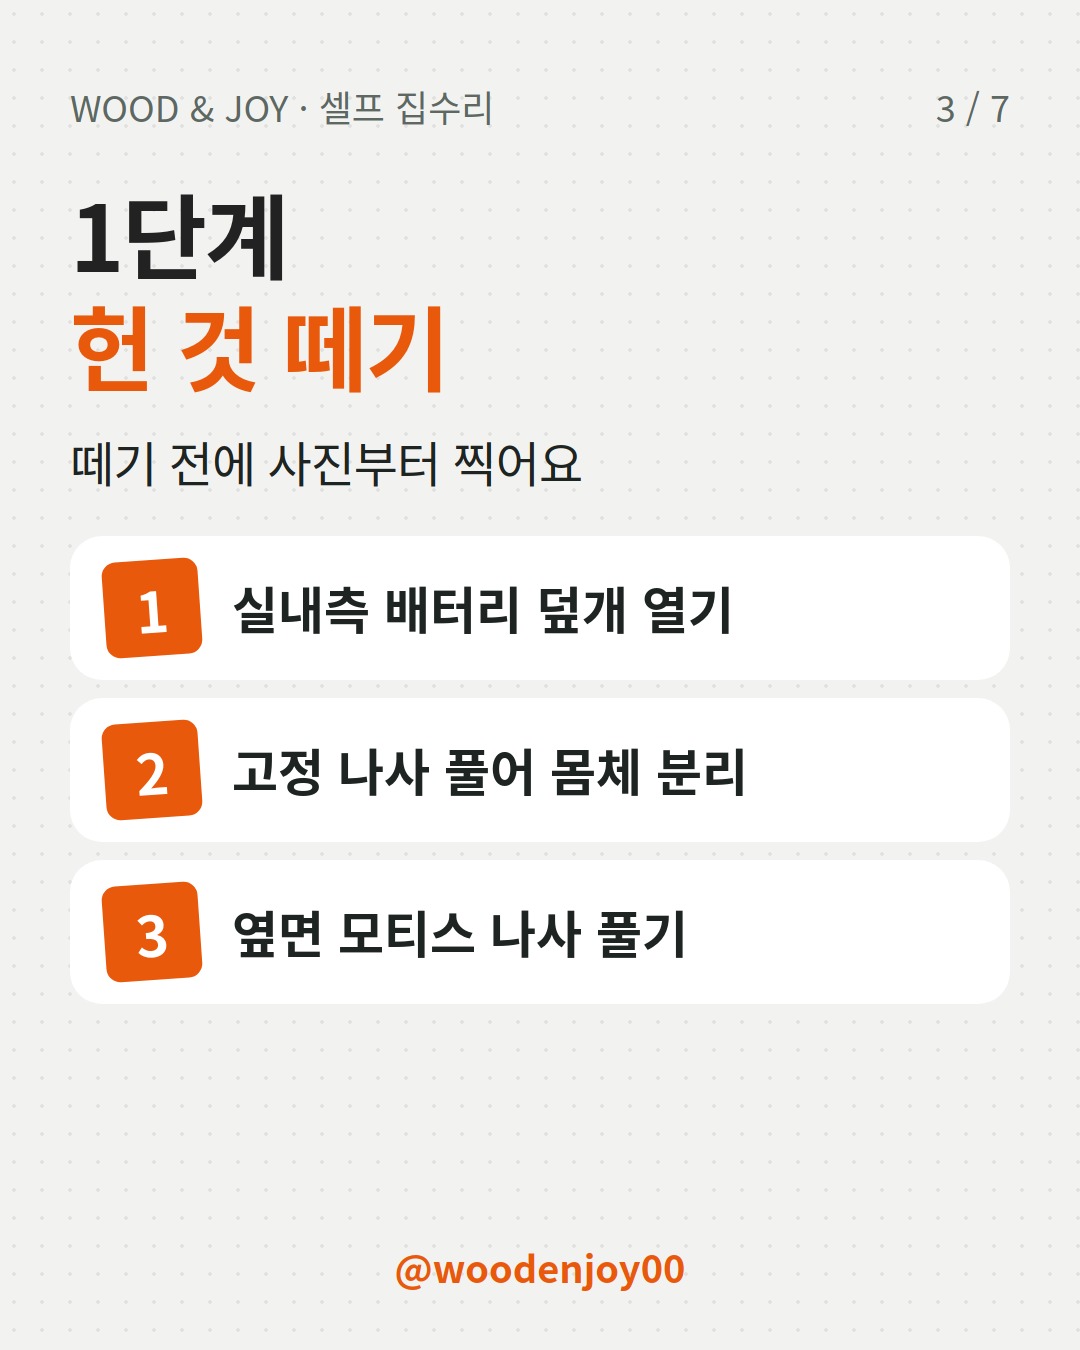 WOOD & JOY · 셀프 집수리
3 / 7
1단계
헌 것 떼기
떼기 전에 사진부터 찍어요
1 실내측 배터리 덮개 열기
2 고정 나사 풀어 몸체 분리
3 옆면 모티스 나사 풀기
@woodenjoy00